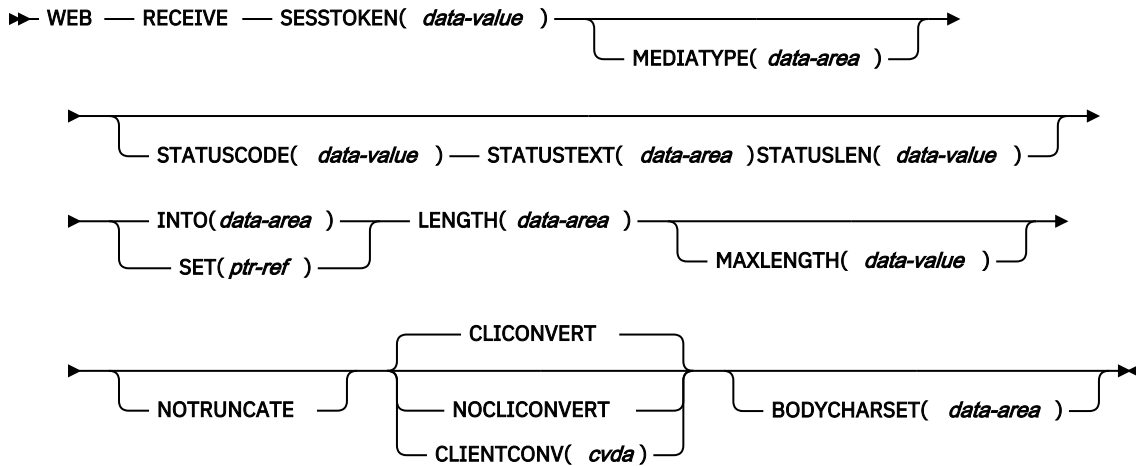 WEB RECEIVE SESSTOKEN( data-value )
MEDIATYPE( data-area )
STATUSCODE( data-value ) STATUSTEXT( data-area )STATUSLEN( data-value )
INTO(data-area ) LENGTH( data-area )
SET(ptr-ref ) MAXLENGTH( data-value )
CLICONVERT
NOTRUNCATE NOCLICONVERT BODYCHARSET( data-area )
CLIENTCONV( cvda )